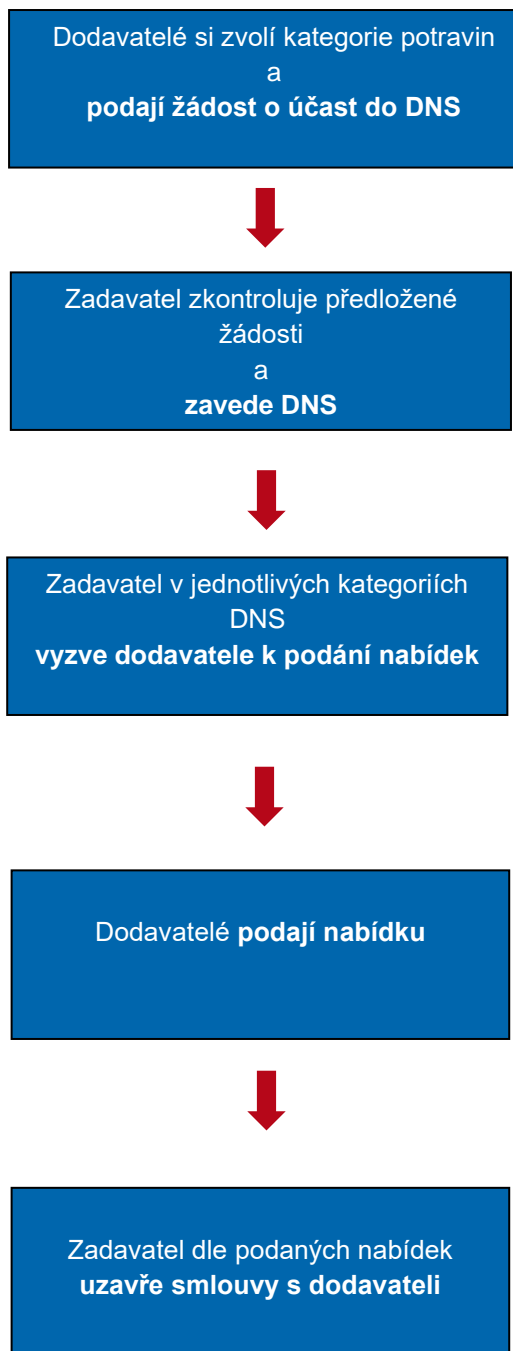 Dodavatelé si zvolí kategorie potravin
a
podají žádost o účast do DNS
Zadavatel zkontroluje předložené
žádosti
a
zavede DNS
Zadavatel v jednotlivých kategoriích
DNS
vyzve dodavatele k podání nabídek
Dodavatelé podají nabídku
Zadavatel dle podaných nabídek
uzavře smlouvy s dodavateli